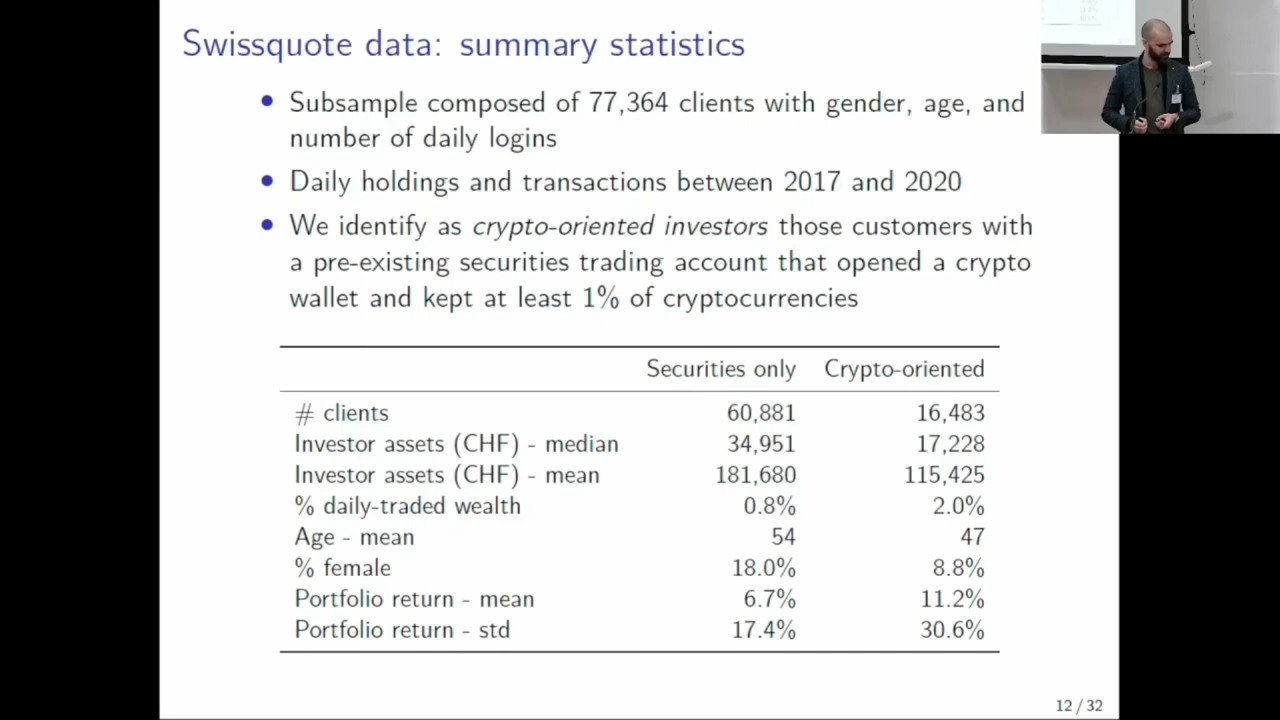 Swissquote data: summary statistics
• Subsample composed of 77,364 clients with gender, age, and
number of daily logins
• Daily holdings and transactions between 2017 and 2020
• We identify as crypto-oriented investors those customers with
a pre-existing securities trading account that opened a crypto
wallet and kept at least 1% of cryptocurrencies
Securities only Crypto-oriented
# clients 60,881 16,483
Investor assets (CHF) - median 34,951 17,228
Investor assets (CHF) - mean 181,680 115,425
% daily-traded wealth 0.8% 2.0%
Age - mean 54 47
% female 18.0% 8.8%
Portfolio return - mean 6.7% 11.2%
Portfolio return - std 17.4% 30.6%
12 / 32